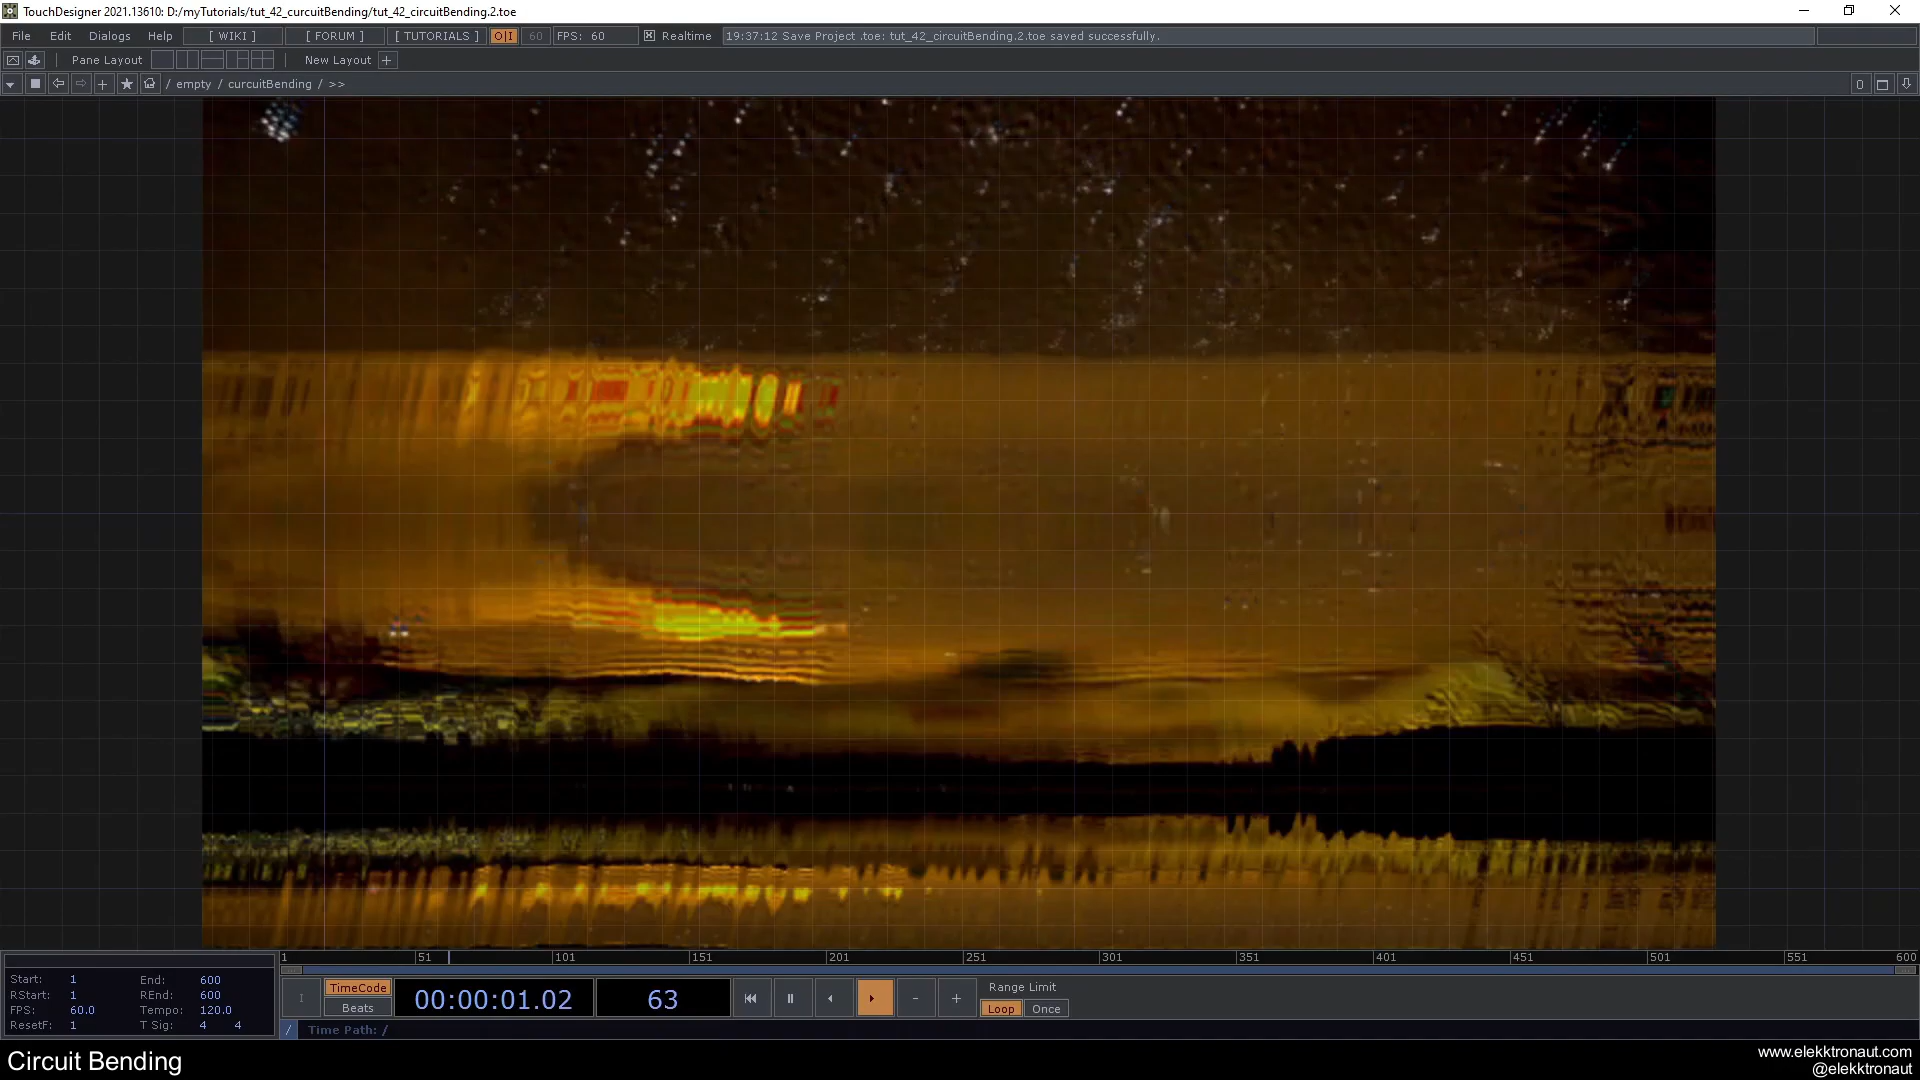 TouchDesigner 2021.13610: D:/myTutorials/tut_42_curcuitBending/tut_42_circuitBending.2.toe
File Edit Dialogs Help [ WIKI ] [ FORUM ] [ TUTORIALS ] O|I 60 FPS: 60 Realtime 19:37:12 Save Project .toe: tut_42_circuitBending.2.toe saved successfully.
Pane Layout New Layout +
/ empty / curcuitBending / >> 0
1 51 101 151 201 251 301 351 401 451 501 551 600
Start: 1 End: 600
RStart: 1 REnd: 600
FPS: 60.0 Tempo: 120.0
ResetF: 1 T Sig: 4 4
I TimeCode Beats 00:00:01.02 63 - + Range Limit
Loop Once
/ Time Path: /
Circuit Bending
www.elekktronaut.com
@elekktronaut